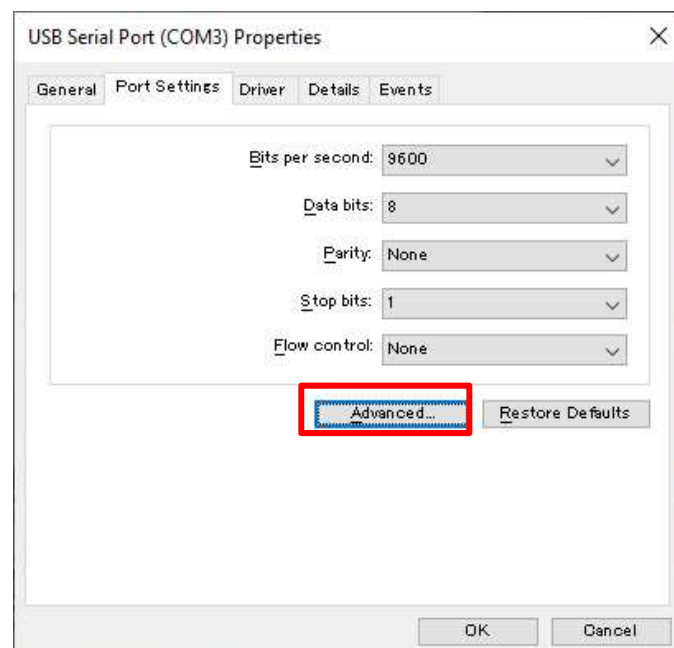 USB Serial Port (COM3) Properties
General Port Settings Driver Details Events
Bits per second: 9600
Data bits: 8
Parity: None
Stop bits: 1
Flow control: None
Advanced... Restore Defaults
OK Cancel